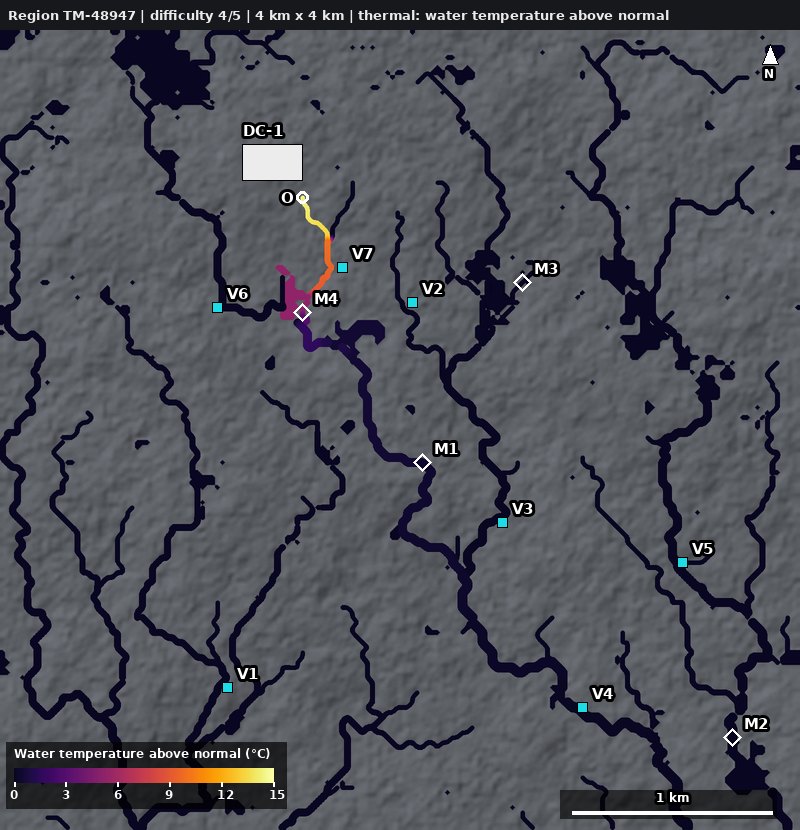 Region TM-48947 | difficulty 4/5 | 4 km x 4 km | thermal: water temperature above normal
N
DC-1
O
V7
M3
V6
M4
V2
M1
V3
V5
V1
V4
M2
Water temperature above normal (°C)
0 3 6 9 12 15
1 km